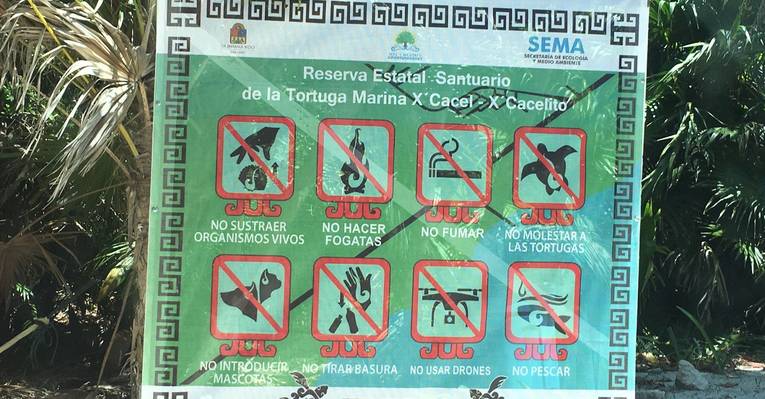 SEMA
SECRETARÍA DE ECOLOGÍA
Y MEDIO AMBIENTE
Reserva Estatal Santuario
de la Tortuga Marina X´Cacel - X´Cacelito
NO SUSTRAER
ORGANISMOS VIVOS
NO HACER
FOGATAS
NO FUMAR
NO MOLESTAR A
LAS TORTUGAS
NO INTRODUCIR
MASCOTAS
NO TIRAR BASURA
NO USAR DRONES
NO PESCAR